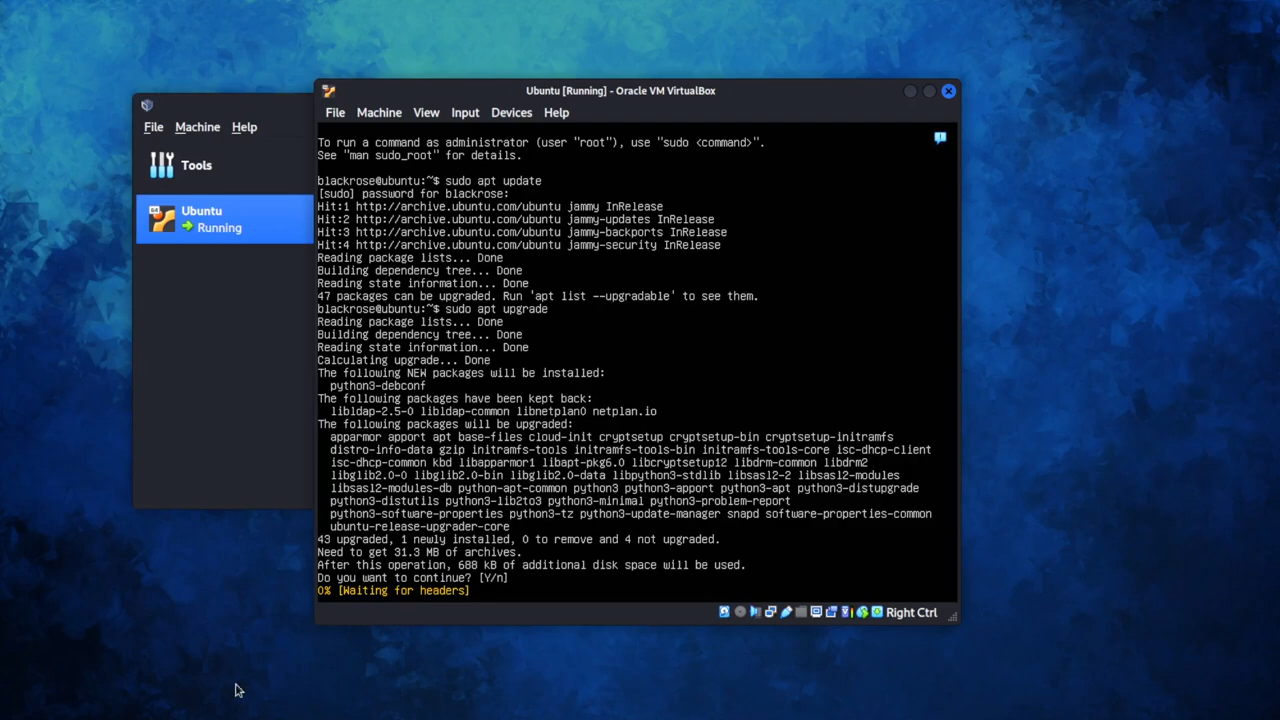 Ubuntu [Running] - Oracle VM VirtualBox
File Machine View Input Devices Help
File Machine Help
Tools
Ubuntu
Running
To run a command as administrator (user "root"), use "sudo <command>".
See "man sudo_root" for details.
blackrose@ubuntu:~$ sudo apt update
[sudo] password for blackrose:
Hit:1 http://archive.ubuntu.com/ubuntu jammy InRelease
Hit:2 http://archive.ubuntu.com/ubuntu jammy-updates InRelease
Hit:3 http://archive.ubuntu.com/ubuntu jammy-backports InRelease
Hit:4 http://archive.ubuntu.com/ubuntu jammy-security InRelease
Reading package lists... Done
Building dependency tree... Done
Reading state information... Done
47 packages can be upgraded. Run 'apt list --upgradable' to see them.
blackrose@ubuntu:~$ sudo apt upgrade
Reading package lists... Done
Building dependency tree... Done
Reading state information... Done
Calculating upgrade... Done
The following NEW packages will be installed:
python3-debconf
The following packages have been kept back:
libldap-2.5-0 libldap-common libnetplan0 netplan.io
The following packages will be upgraded:
apparmor apport apt base-files cloud-init cryptsetup cryptsetup-bin cryptsetup-initramfs
distro-info-data gzip initramfs-tools initramfs-tools-bin initramfs-tools-core isc-dhcp-client
isc-dhcp-common kbd libapparmor1 libapt-pkg6.0 libcryptsetup12 libdrm-common libdrm2
libglib2.0-0 libglib2.0-bin libglib2.0-data libpython3-stdlib libsasl2-2 libsasl2-modules
libsasl2-modules-db python-apt-common python3 python3-apport python3-apt python3-distupgrade
python3-distutils python3-lib2to3 python3-minimal python3-problem-report
python3-software-properties python3-tz python3-update-manager snapd software-properties-common
ubuntu-release-upgrader-core
43 upgraded, 1 newly installed, 0 to remove and 4 not upgraded.
Need to get 31.3 MB of archives.
After this operation, 688 kB of additional disk space will be used.
Do you want to continue? [Y/n]
0% [Waiting for headers]
Right Ctrl